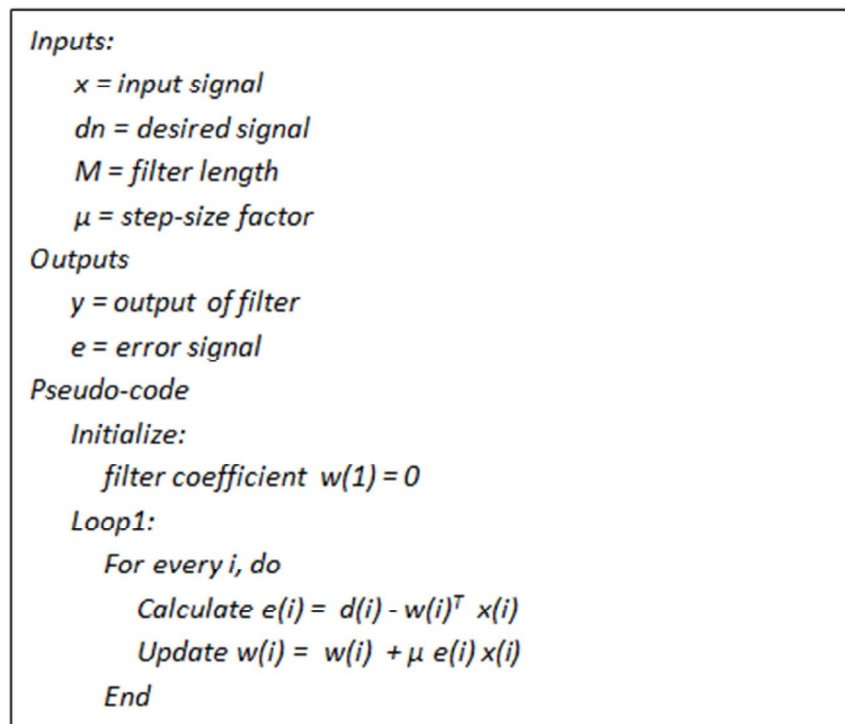 Inputs:
x = input signal
dn = desired signal
M = filter length
μ = step-size factor
Outputs
y = output of filter
e = error signal
Pseudo-code
Initialize:
filter coefficient w(1) = 0
Loop1:
For every i, do
Calculate e(i) = d(i) - w(i)ᵀ x(i)
Update w(i) = w(i) + μ e(i) x(i)
End